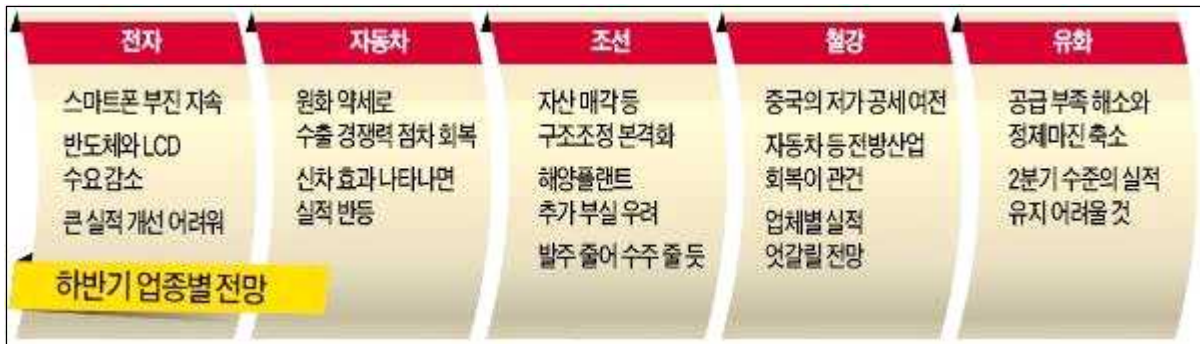 전자
스마트폰 부진 지속
반도체와 LCD
수요 감소
큰 실적 개선 어려워
자동차
원화 약세로
수출 경쟁력 점차 회복
신차 효과 나타나면
실적 반등
조선
자산 매각 등
구조조정 본격화
해양플랜트
추가 부실 우려
발주 줄어 수주 줄 듯
철강
중국의 저가 공세 여전
자동차 등 전방산업
회복이 관건
업체별 실적
엇갈릴 전망
유화
공급 부족 해소와
정제마진 축소
2분기 수준의 실적
유지 어려울 것
하반기 업종별 전망